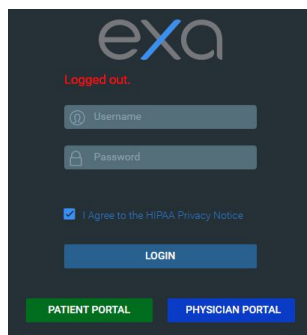 exa
Logged out.
Username
Password
I Agree to the HIPAA Privacy Notice
LOGIN
PATIENT PORTAL
PHYSICIAN PORTAL